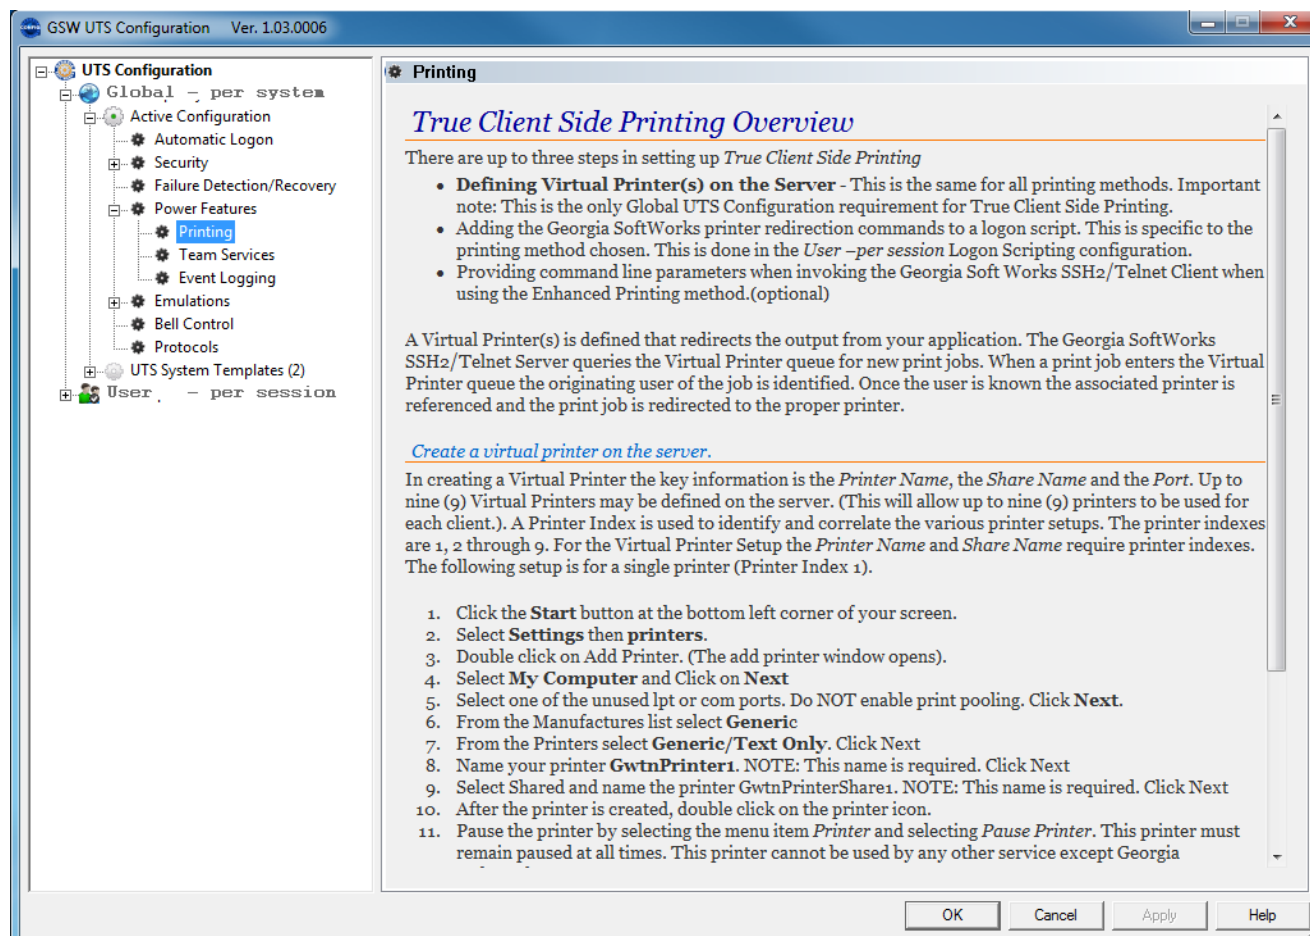 GSW UTS Configuration Ver. 1.03.0006
UTS Configuration
Global - per system
Active Configuration
Automatic Logon
Security
Failure Detection/Recovery
Power Features
Printing
Team Services
Event Logging
Emulations
Bell Control
Protocols
UTS System Templates (2)
User - per session
Printing
True Client Side Printing Overview
There are up to three steps in setting up True Client Side Printing
• Defining Virtual Printer(s) on the Server - This is the same for all printing methods. Important
note: This is the only Global UTS Configuration requirement for True Client Side Printing.
• Adding the Georgia SoftWorks printer redirection commands to a logon script. This is specific to the
printing method chosen. This is done in the User –per session Logon Scripting configuration.
• Providing command line parameters when invoking the Georgia Soft Works SSH2/Telnet Client when
using the Enhanced Printing method.(optional)
A Virtual Printer(s) is defined that redirects the output from your application. The Georgia SoftWorks
SSH2/Telnet Server queries the Virtual Printer queue for new print jobs. When a print job enters the Virtual
Printer queue the originating user of the job is identified. Once the user is known the associated printer is
referenced and the print job is redirected to the proper printer.
Create a virtual printer on the server.
In creating a Virtual Printer the key information is the Printer Name, the Share Name and the Port. Up to
nine (9) Virtual Printers may be defined on the server. (This will allow up to nine (9) printers to be used for
each client.). A Printer Index is used to identify and correlate the various printer setups. The printer indexes
are 1, 2 through 9. For the Virtual Printer Setup the Printer Name and Share Name require printer indexes.
The following setup is for a single printer (Printer Index 1).
1. Click the Start button at the bottom left corner of your screen.
2. Select Settings then printers.
3. Double click on Add Printer. (The add printer window opens).
4. Select My Computer and Click on Next
5. Select one of the unused lpt or com ports. Do NOT enable print pooling. Click Next.
6. From the Manufactures list select Generic
7. From the Printers select Generic/Text Only. Click Next
8. Name your printer GwtnPrinter1. NOTE: This name is required. Click Next
9. Select Shared and name the printer GwtnPrinterShare1. NOTE: This name is required. Click Next
10. After the printer is created, double click on the printer icon.
11. Pause the printer by selecting the menu item Printer and selecting Pause Printer. This printer must
remain paused at all times. This printer cannot be used by any other service except Georgia
OK Cancel Apply Help